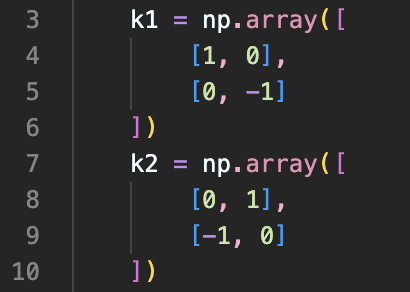 3 k1 = np.array([
4 [1, 0],
5 [0, -1]
6 ])
7 k2 = np.array([
8 [0, 1],
9 [-1, 0]
10 ])